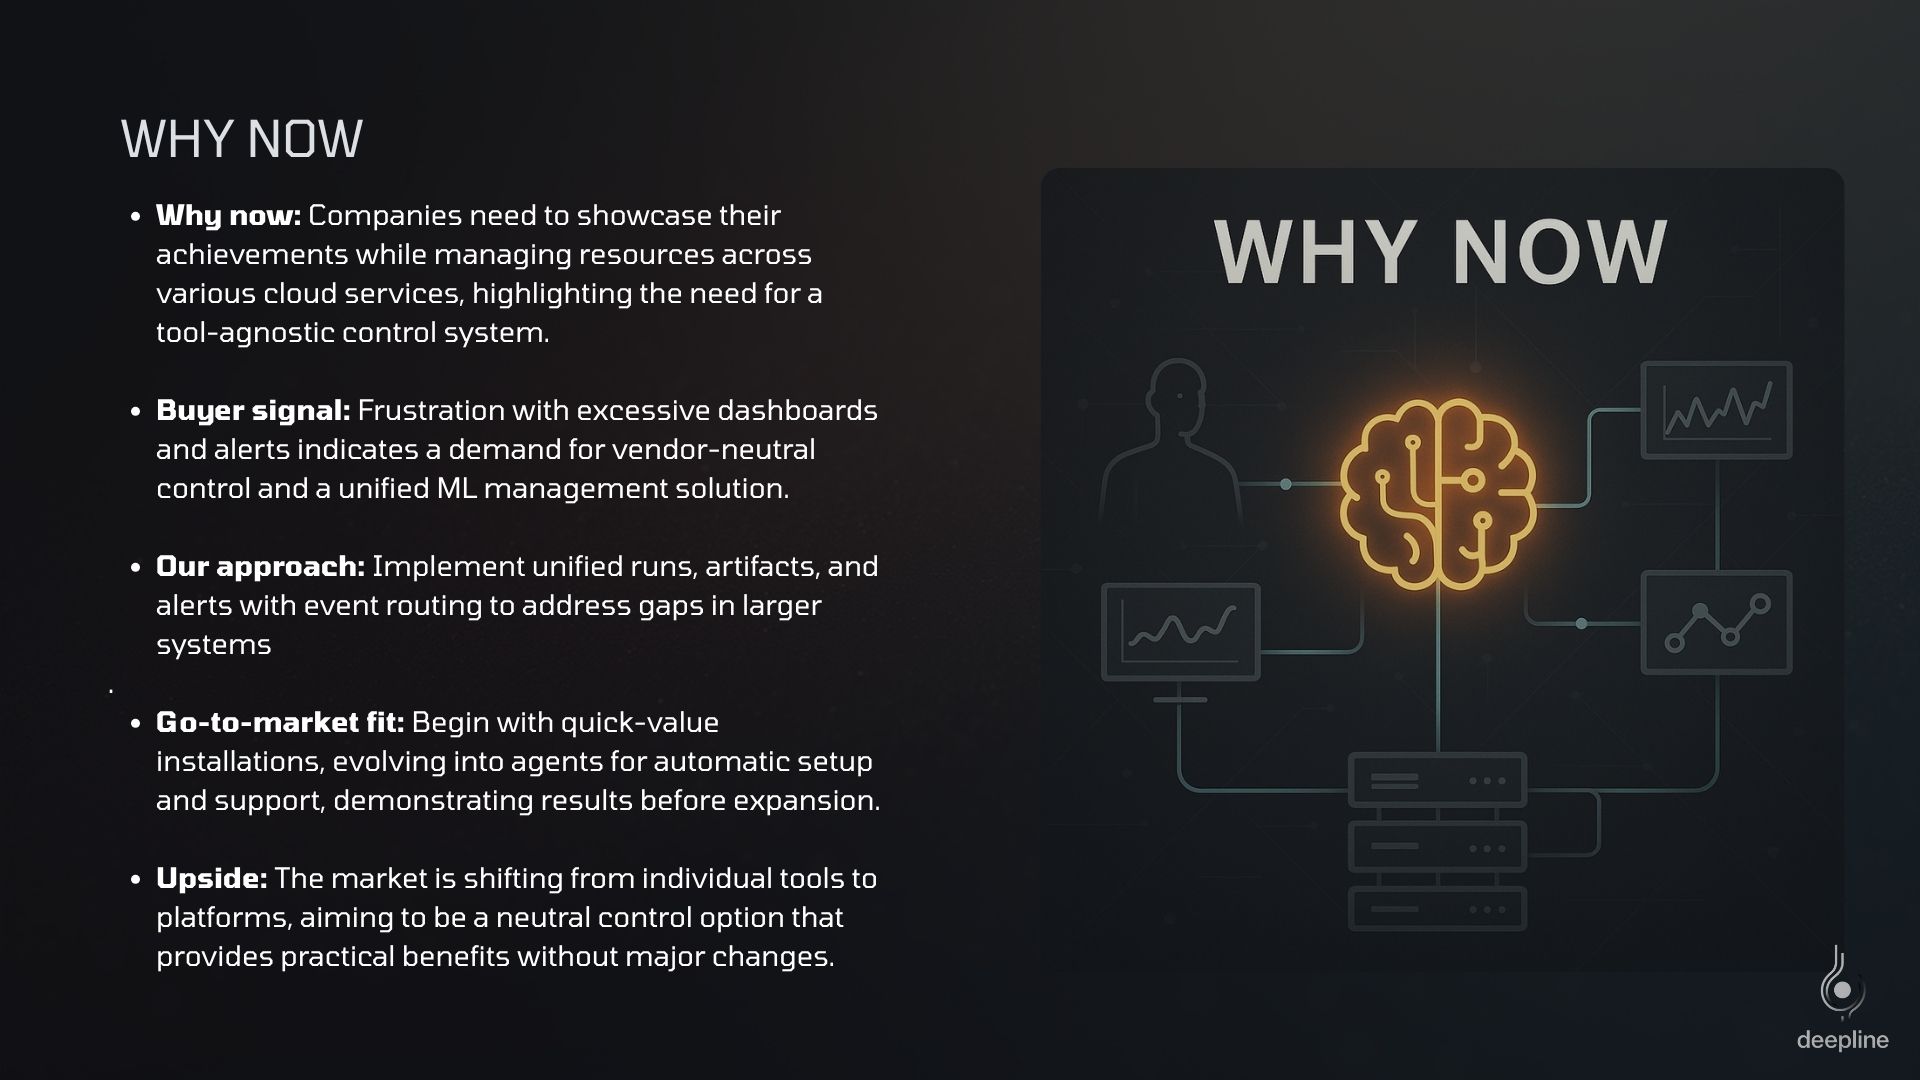 WHY NOW
• Why now: Companies need to showcase their
achievements while managing resources across
various cloud services, highlighting the need for a
tool-agnostic control system.
• Buyer signal: Frustration with excessive dashboards
and alerts indicates a demand for vendor-neutral
control and a unified ML management solution.
• Our approach: Implement unified runs, artifacts, and
alerts with event routing to address gaps in larger
systems
.
• Go-to-market fit: Begin with quick-value
installations, evolving into agents for automatic setup
and support, demonstrating results before expansion.
• Upside: The market is shifting from individual tools to
platforms, aiming to be a neutral control option that
provides practical benefits without major changes.
WHY NOW
deepline